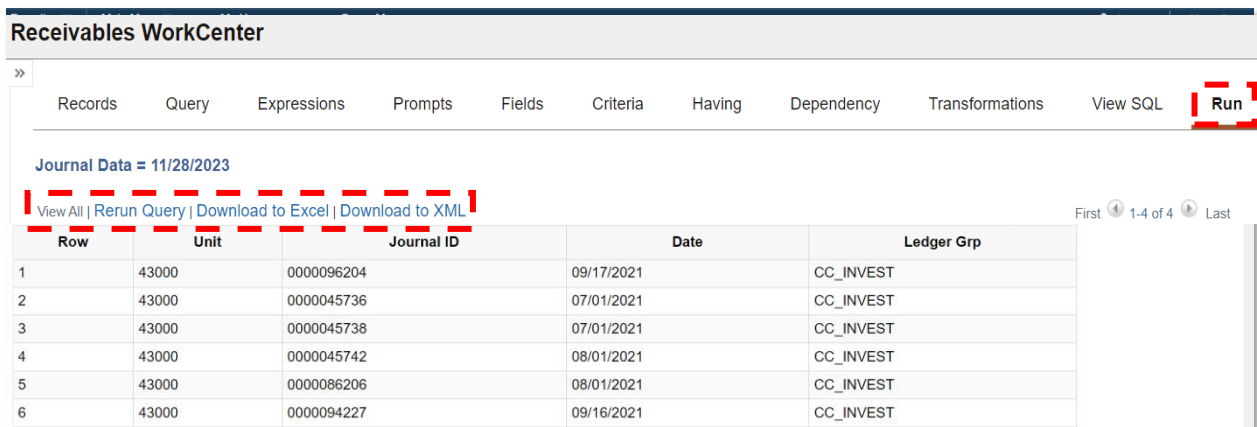 Receivables WorkCenter
»
Records Query Expressions Prompts Fields Criteria Having Dependency Transformations View SQL Run
Journal Data = 11/28/2023
View All | Rerun Query | Download to Excel | Download to XML First 1-4 of 4 Last
Row Unit Journal ID Date Ledger Grp
1 43000 0000096204 09/17/2021 CC_INVEST
2 43000 0000045736 07/01/2021 CC_INVEST
3 43000 0000045738 07/01/2021 CC_INVEST
4 43000 0000045742 08/01/2021 CC_INVEST
5 43000 0000086206 08/01/2021 CC_INVEST
6 43000 0000094227 09/16/2021 CC_INVEST